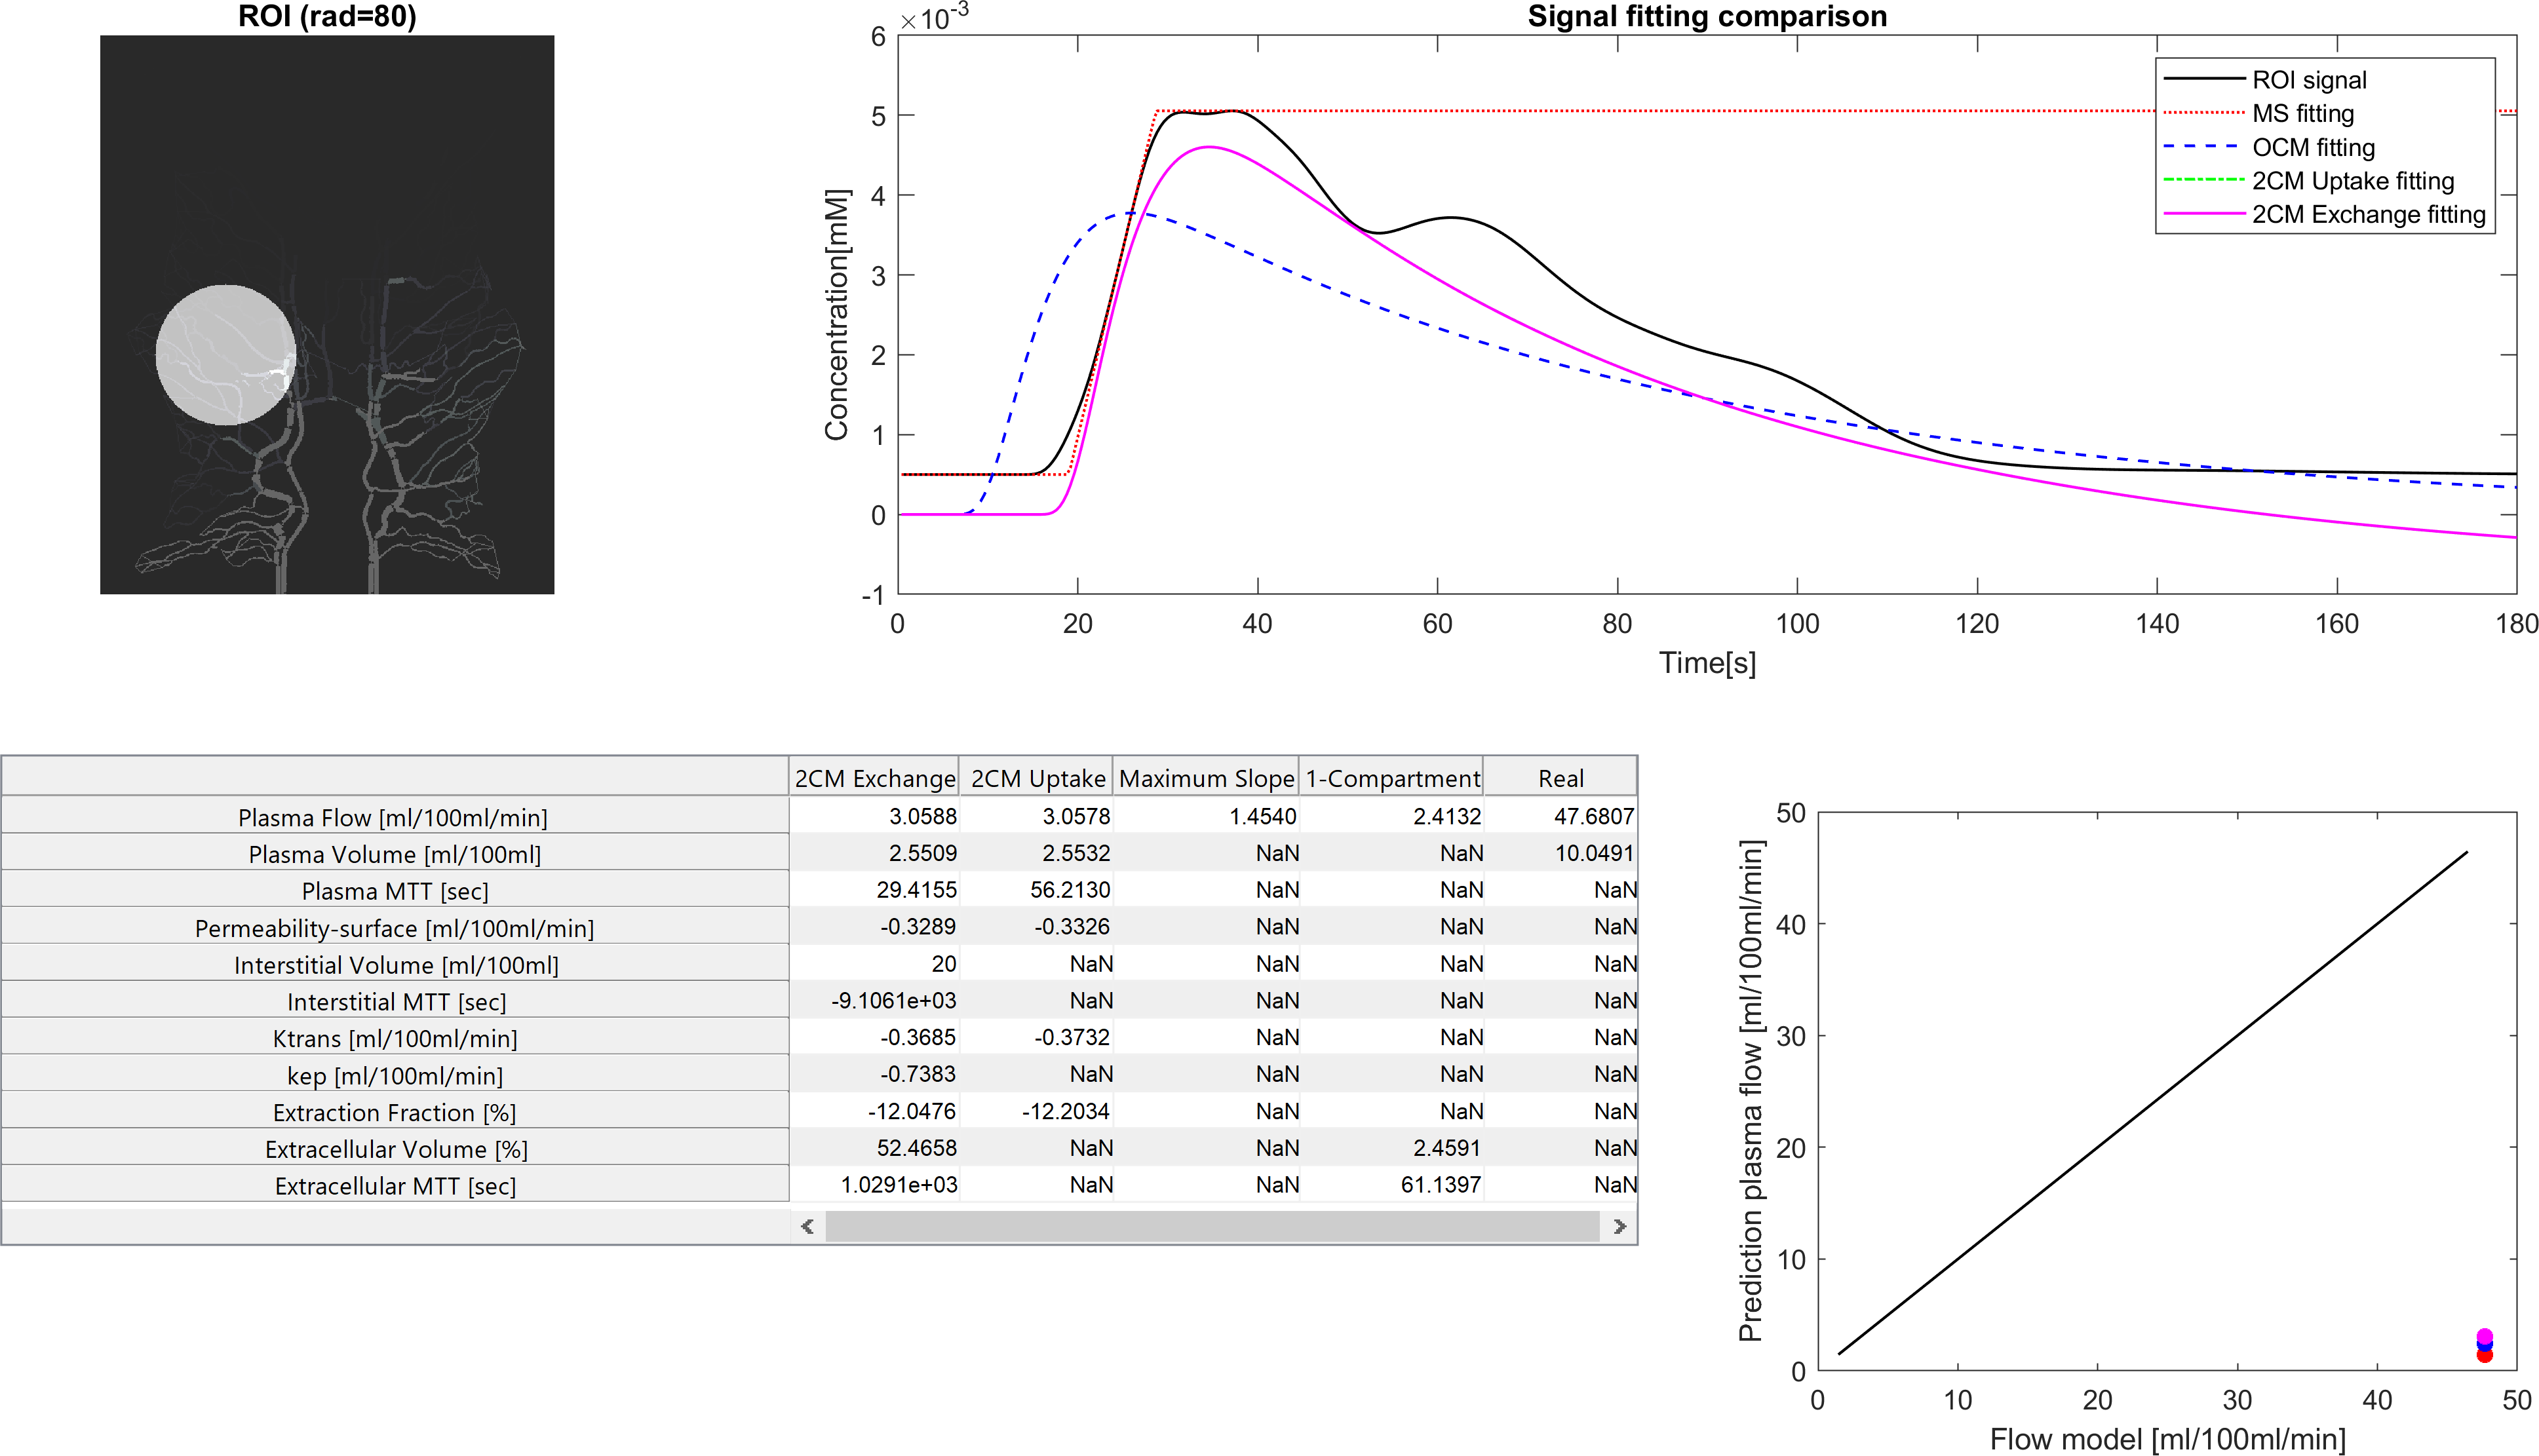 ROI (rad=80)
Signal fitting comparison
×10-3
6
5
4
3
2
1
0
-1
Concentration[mM]
0 20 40 60 80 100 120 140 160 180
Time[s]
ROI signal
MS fitting
OCM fitting
2CM Uptake fitting
2CM Exchange fitting
2CM Exchange 2CM Uptake Maximum Slope 1-Compartment Real
Plasma Flow [ml/100ml/min] 3.0588 3.0578 1.4540 2.4132 47.6807
Plasma Volume [ml/100ml] 2.5509 2.5532 NaN NaN 10.0491
Plasma MTT [sec] 29.4155 56.2130 NaN NaN NaN
Permeability-surface [ml/100ml/min] -0.3289 -0.3326 NaN NaN NaN
Interstitial Volume [ml/100ml] 20 NaN NaN NaN NaN
Interstitial MTT [sec] -9.1061e+03 NaN NaN NaN NaN
Ktrans [ml/100ml/min] -0.3685 -0.3732 NaN NaN NaN
kep [ml/100ml/min] -0.7383 NaN NaN NaN NaN
Extraction Fraction [%] -12.0476 -12.2034 NaN NaN NaN
Extracellular Volume [%] 52.4658 NaN NaN 2.4591 NaN
Extracellular MTT [sec] 1.0291e+03 NaN NaN 61.1397 NaN
50
40
30
20
10
0
Prediction plasma flow [ml/100ml/min]
0 10 20 30 40 50
Flow model [ml/100ml/min]